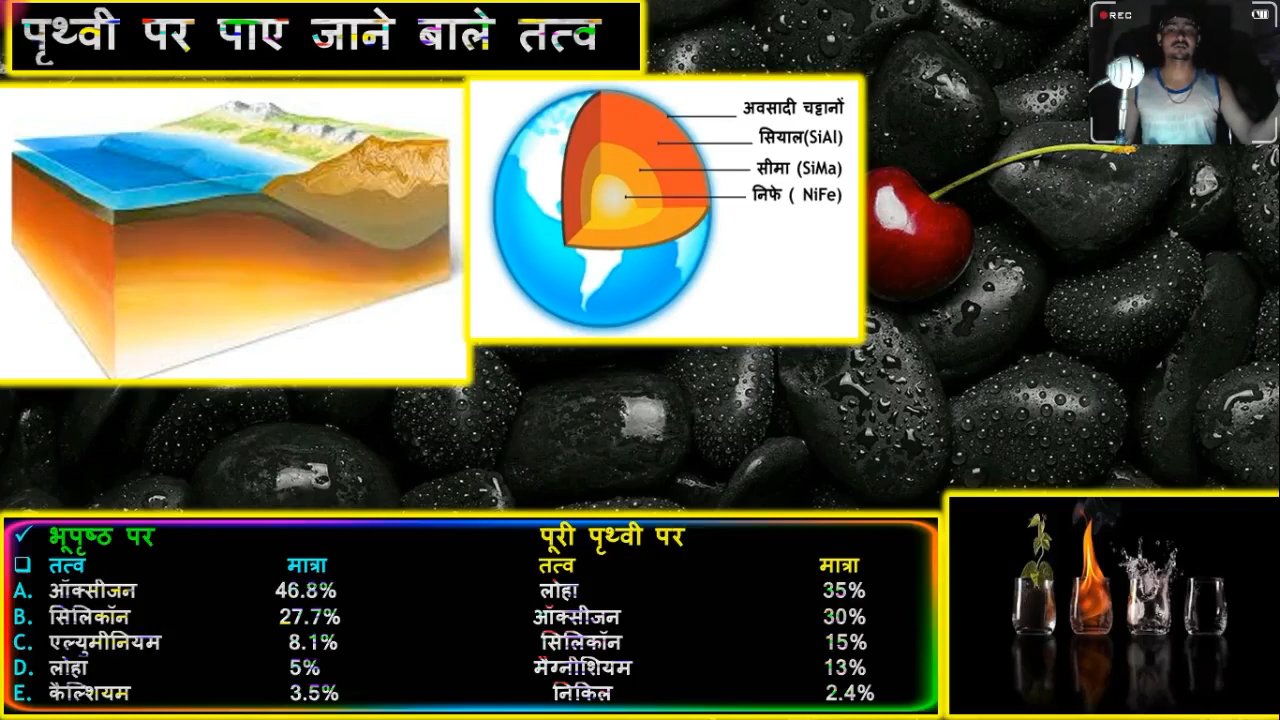 पृथ्वी पर पाए जाने बाले तत्व
REC
अवसादी चट्टानों
सियाल(SiAl)
सीमा (SiMa)
निफे ( NiFe)
✓ भूपृष्ठ पर पूरी पृथ्वी पर
❑ तत्व मात्रा तत्व मात्रा
A. ऑक्सीजन 46.8% लोहा 35%
B. सिलिकॉन 27.7% ऑक्सीजन 30%
C. एल्युमीनियम 8.1% सिलिकॉन 15%
D. लोहा 5% मैग्नीशियम 13%
E. कैल्शियम 3.5% निकिल 2.4%